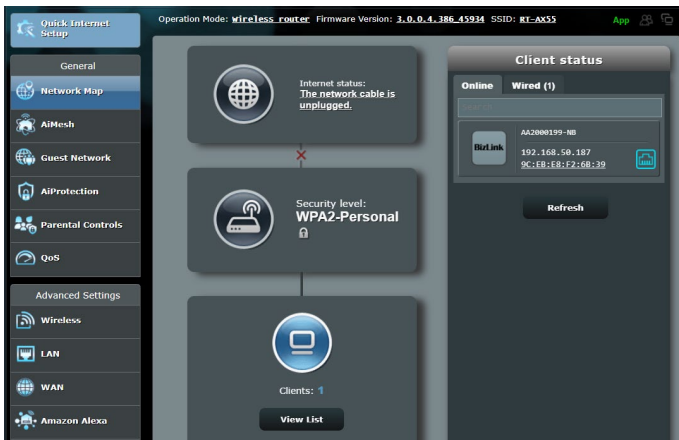 Quick Internet
Setup
Operation Mode: Wireless router Firmware Version: 3.0.0.4.386_45934 SSID: RT-AX55
App
General
Network Map
AiMesh
Guest Network
AiProtection
Parental Controls
QoS
Advanced Settings
Wireless
LAN
WAN
Amazon Alexa
Internet status:
The network cable is
unplugged.
Security level:
WPA2-Personal
Clients: 1
View List
Client status
Online
Wired (1)
Search
BizLink
AA2000199-NB
192.168.50.187
9C:EB:E8:F2:6B:39
Refresh